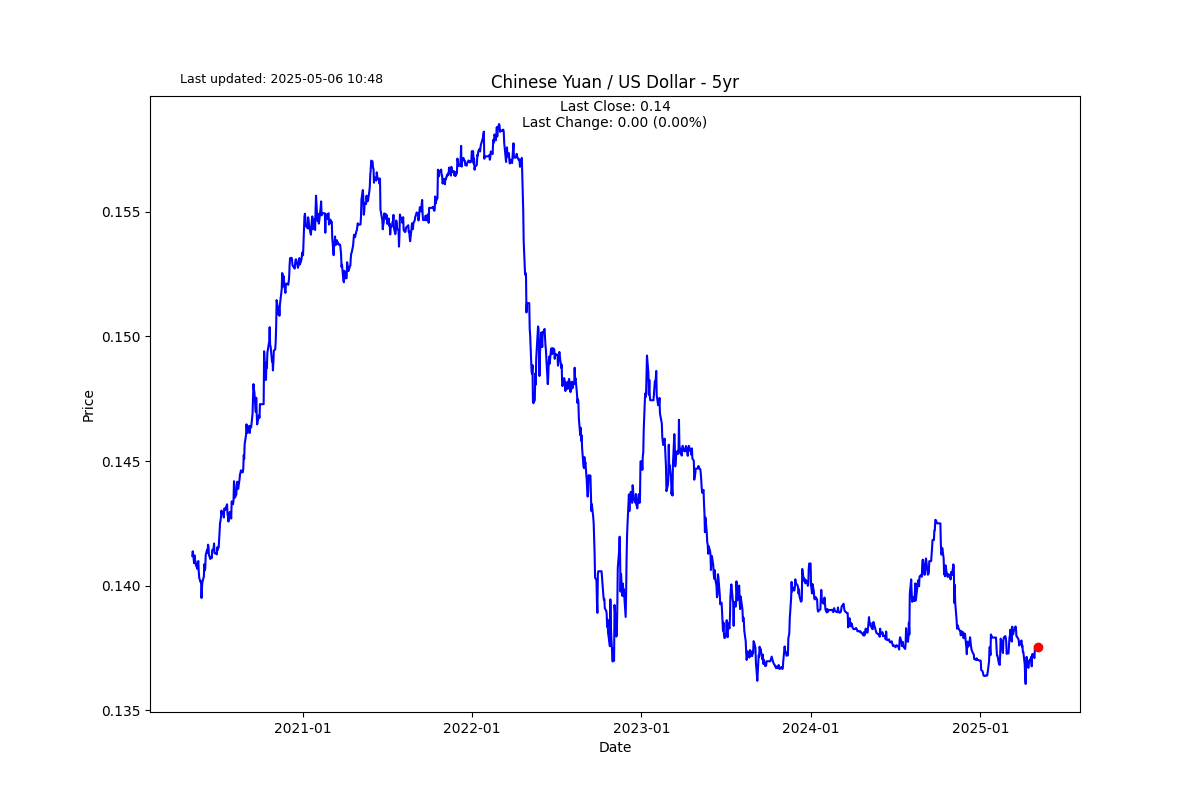 Last updated: 2025-05-06 10:48
Chinese Yuan / US Dollar - 5yr
Last Close: 0.14
Last Change: 0.00 (0.00%)
0.155
0.150
0.145
0.140
0.135
Price
2021-01
2022-01
2023-01
2024-01
2025-01
Date